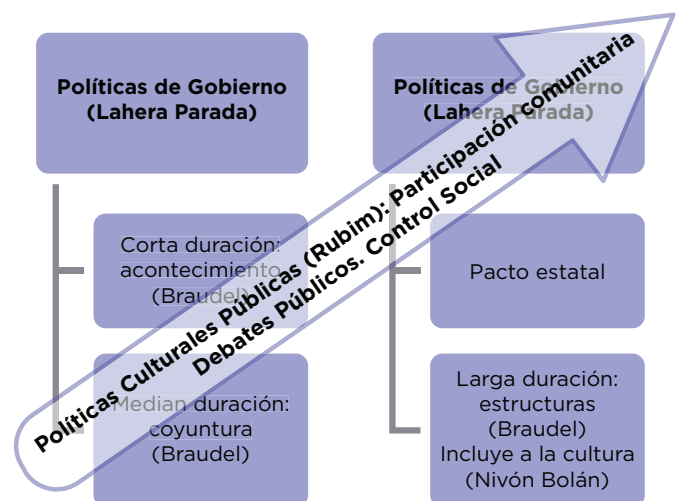 Políticas de Gobierno
(Lahera Parada)
Corta duración:
acontecimiento
(Braudel)
Median duración:
coyuntura
(Braudel)
Políticas de Gobierno
(Lahera Parada)
Pacto estatal
Larga duración:
estructuras
(Braudel)
Incluye a la cultura
(Nivón Bolán)
Políticas Culturales Públicas (Rubim): Participación comunitaria
Debates Públicos. Control Social